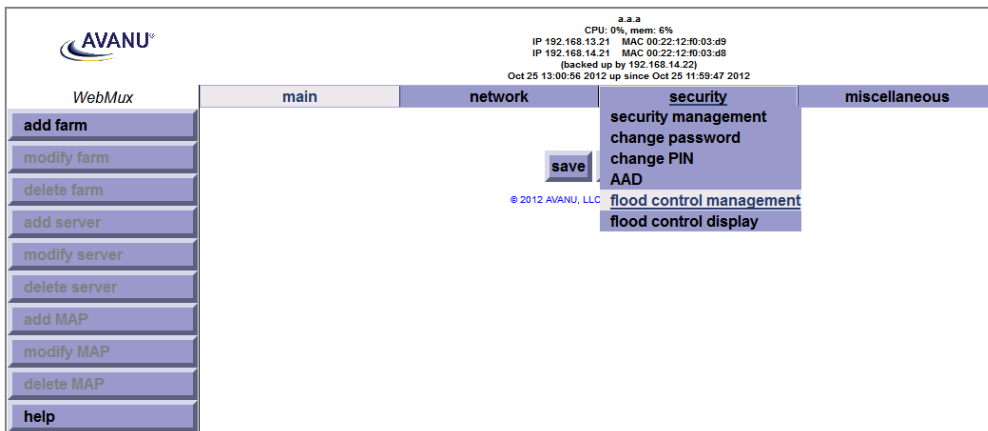 AVANU®
a.a.a
CPU: 0%, mem: 6%
IP 192.168.13.21 MAC 00:22:12:f0:03:d9
IP 192.168.14.21 MAC 00:22:12:f0:03:d8
(backed up by 192.168.14.22)
Oct 25 13:00:56 2012 up since Oct 25 11:59:47 2012
WebMux
main network security miscellaneous
security management
change password
change PIN
AAD
flood control management
flood control display
add farm
modify farm
delete farm
add server
modify server
delete server
add MAP
modify MAP
delete MAP
help
save
© 2012 AVANU, LLC